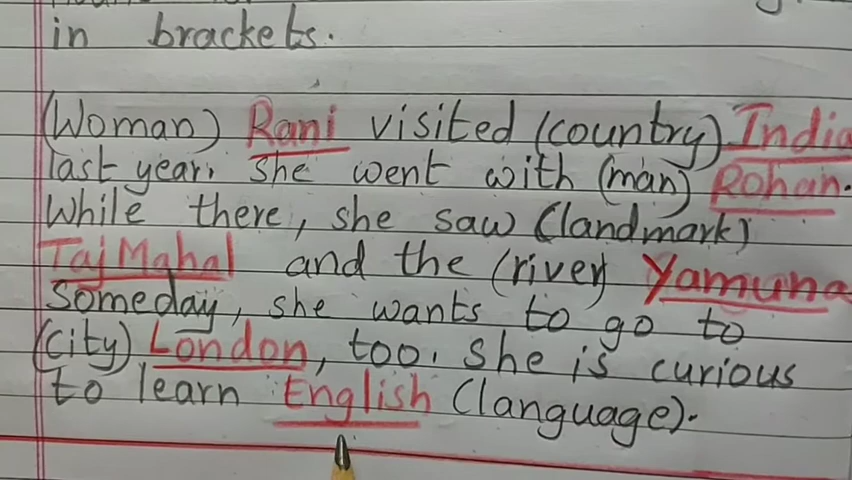 in brackets.
(Woman) Rani visited (country) India
last year. She went with (man) Rohan.
While there, she saw (landmark)
Taj Mahal and the (river) Yamuna
Someday, she wants to go to
(city) London, too. She is curious
to learn English (language).